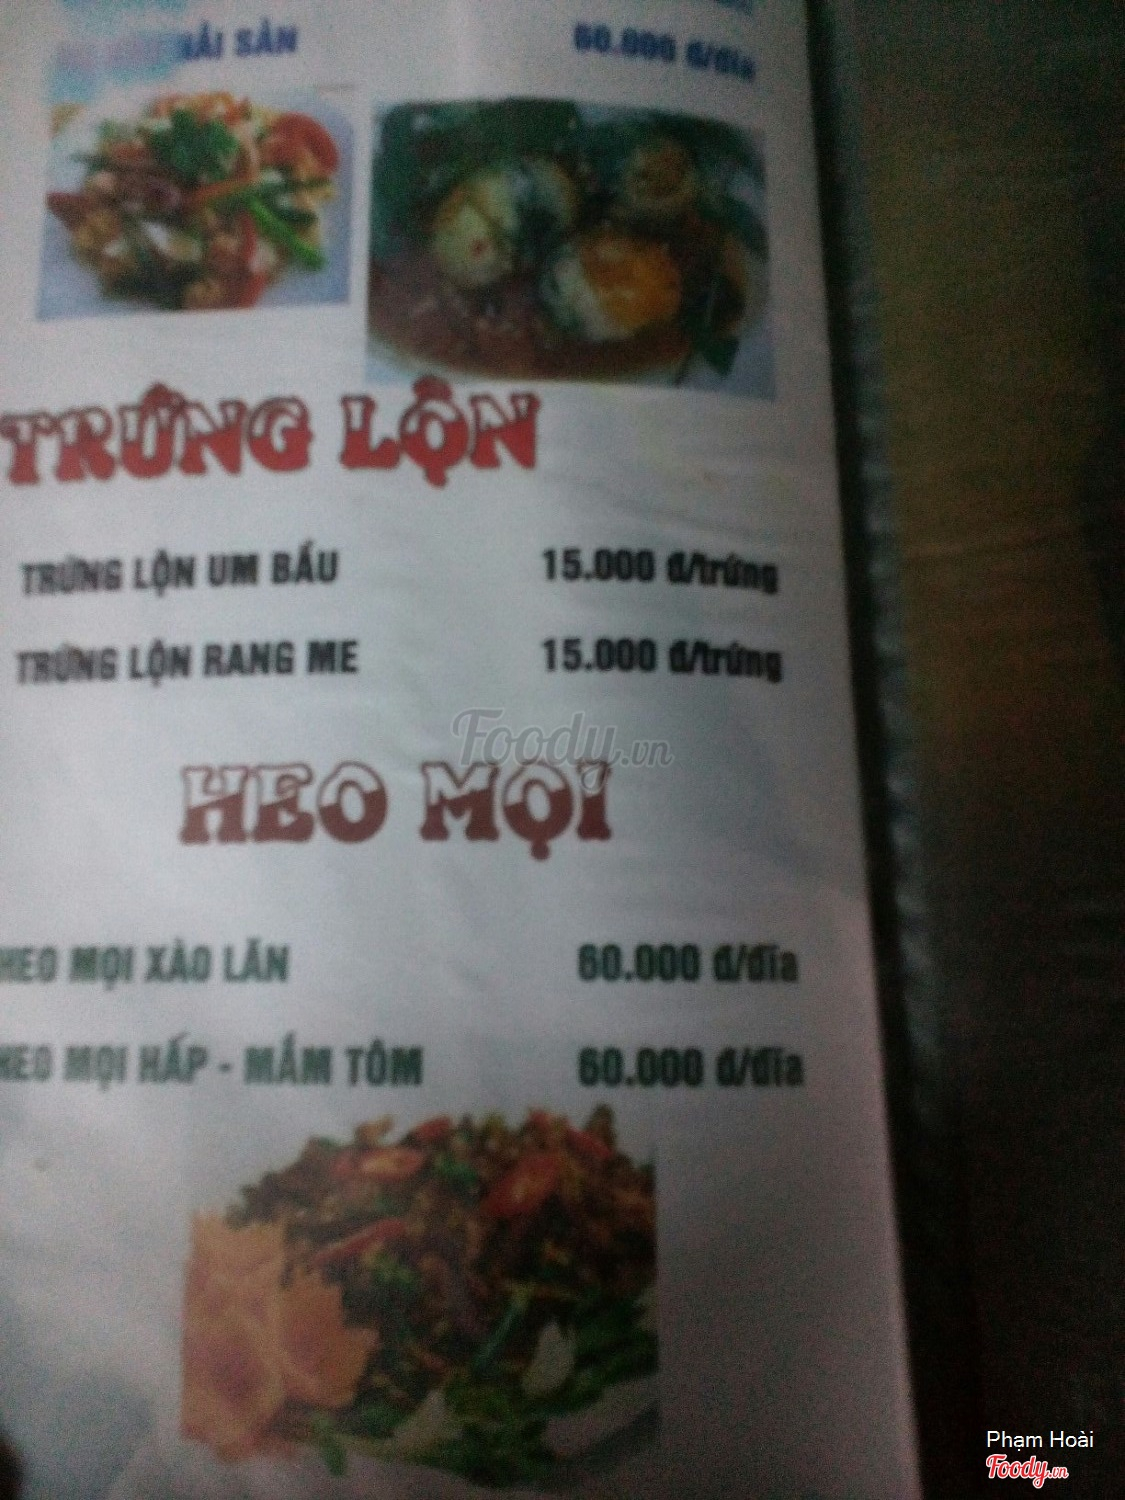 HẢI SẢN 60.000 đ/đĩa
TRỨNG LỘN
TRỨNG LỘN UM BẦU 15.000 đ/trứng
TRỨNG LỘN RANG ME 15.000 đ/trứng
Foody.vn
HEO MỌI
HEO MỌI XÀO LĂN 60.000 đ/đĩa
HEO MỌI HẤP - MẮM TÔM 60.000 đ/đĩa
Phạm Hoài
Foody.vn